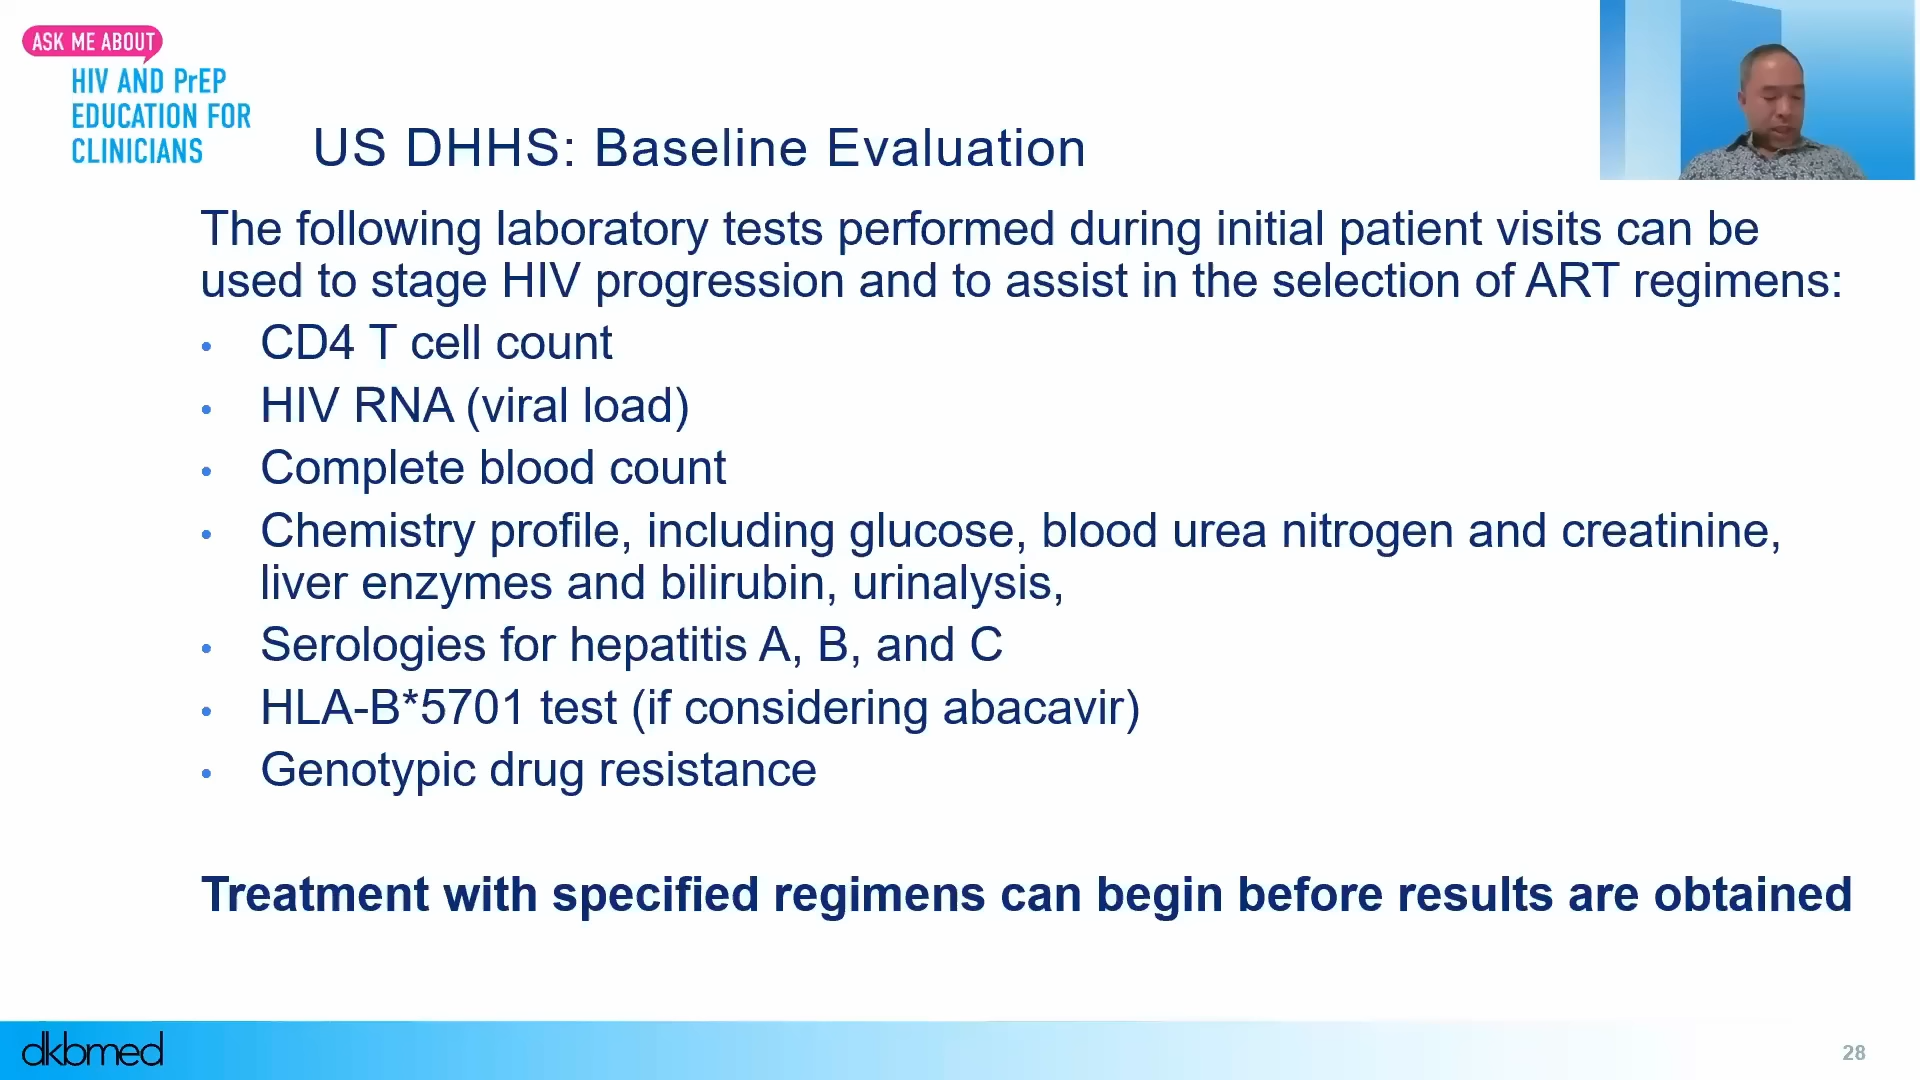 ASK ME ABOUT
HIV AND PrEP
EDUCATION FOR
CLINICIANS
US DHHS: Baseline Evaluation
The following laboratory tests performed during initial patient visits can be
used to stage HIV progression and to assist in the selection of ART regimens:
• CD4 T cell count
• HIV RNA (viral load)
• Complete blood count
• Chemistry profile, including glucose, blood urea nitrogen and creatinine,
liver enzymes and bilirubin, urinalysis,
• Serologies for hepatitis A, B, and C
• HLA-B*5701 test (if considering abacavir)
• Genotypic drug resistance
Treatment with specified regimens can begin before results are obtained
dkbmed
28